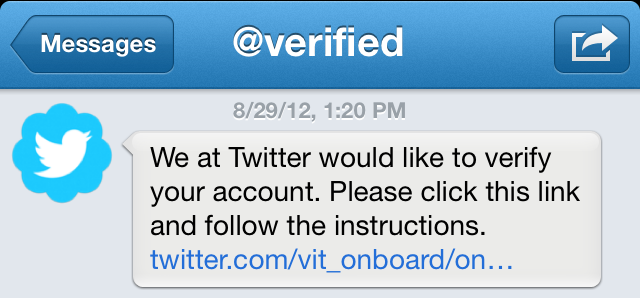 Messages
@verified
8/29/12, 1:20 PM
We at Twitter would like to verify
your account. Please click this link
and follow the instructions.
twitter.com/vit_onboard/on…